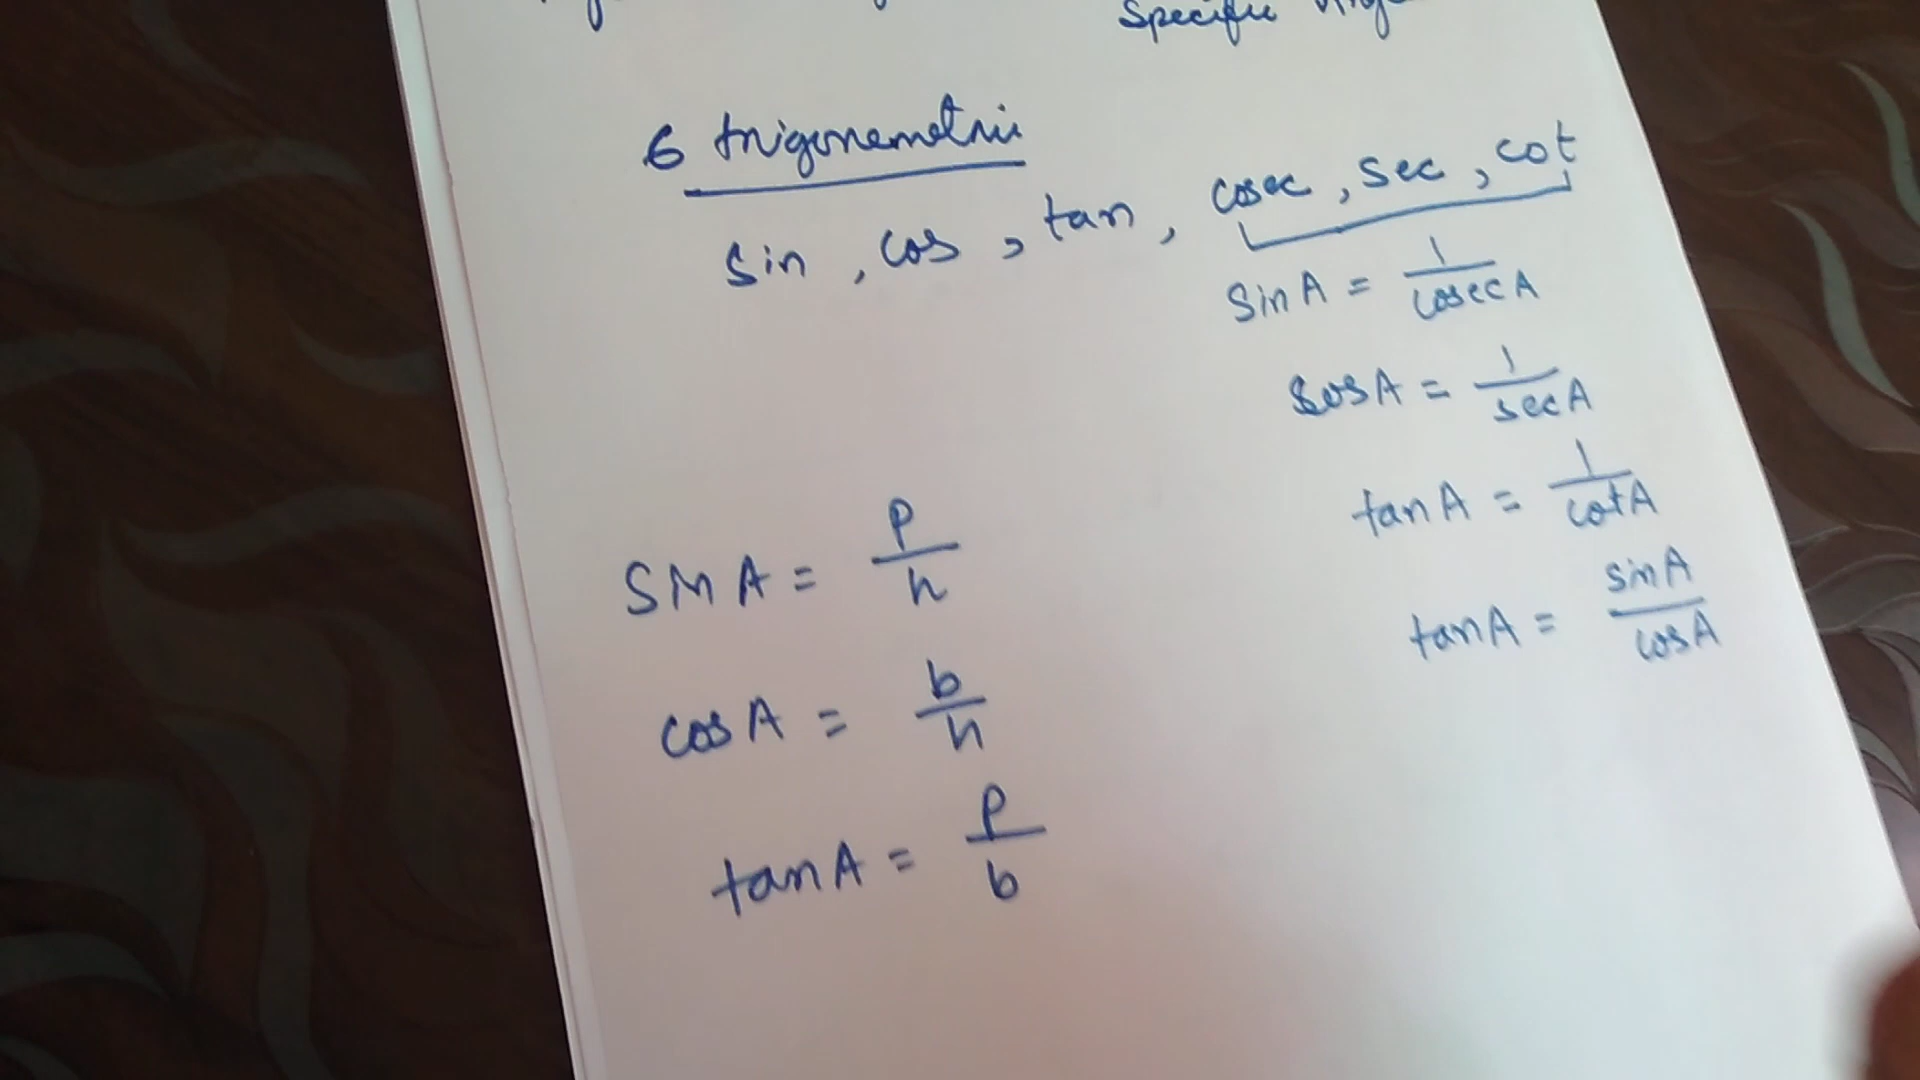 Specific
6 trigonometric
sin, cos, tan, cosec, sec, cot
sin A = 1/cosec A
cos A = 1/sec A
tan A = 1/cot A
tan A = sin A/cos A
sin A = p/h
cos A = b/h
tan A = p/b